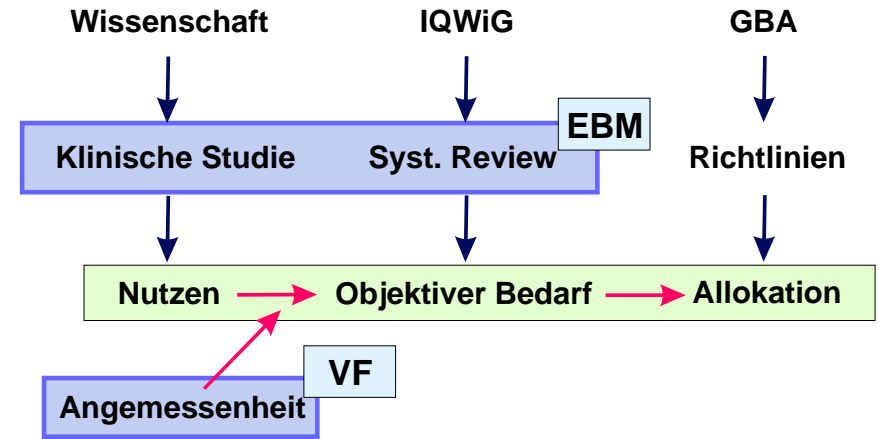 Wissenschaft IQWiG GBA
EBM
Klinische Studie Syst. Review Richtlinien
Nutzen Objektiver Bedarf Allokation
VF
Angemessenheit